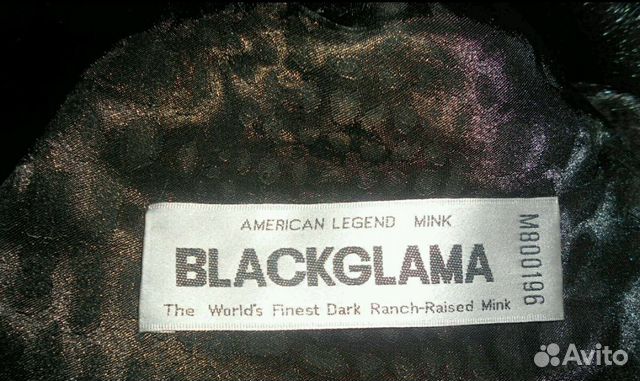 AMERICAN LEGEND MINK
BLACKGLAMA
The World's Finest Dark Ranch-Raised Mink
M800196
Avito